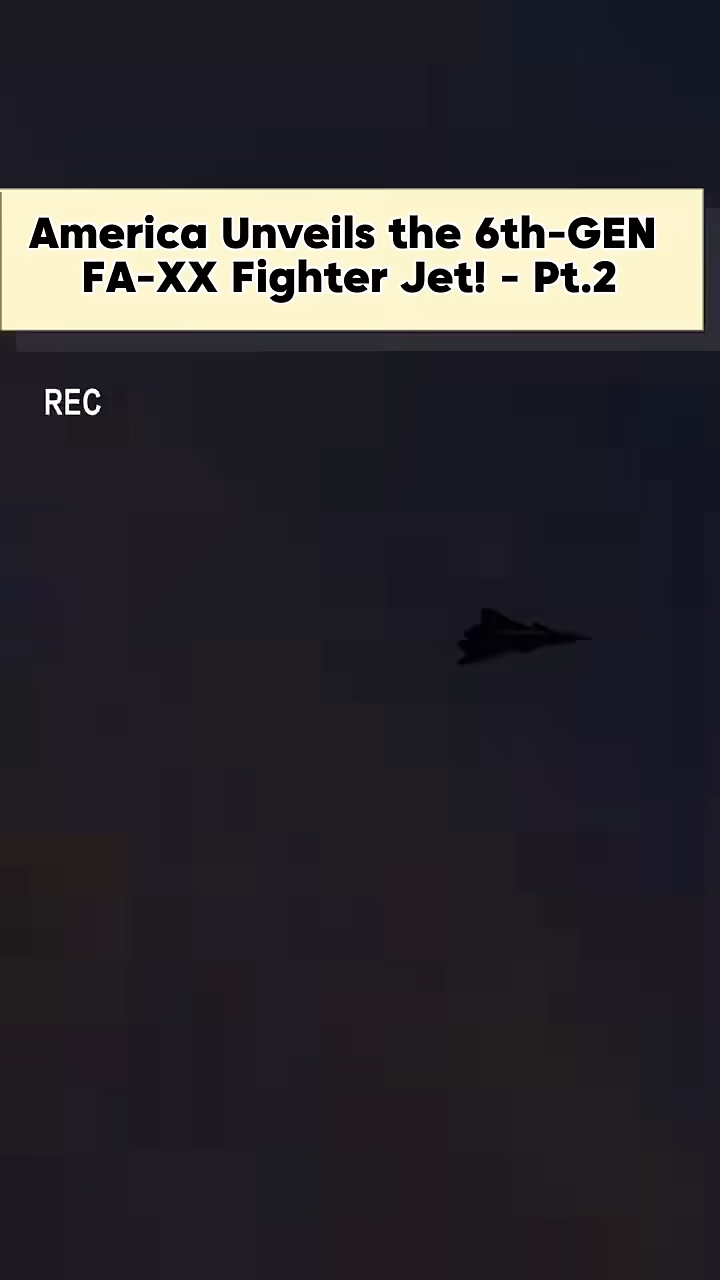 America Unveils the 6th-GEN
FA-XX Fighter Jet! - Pt.2
REC